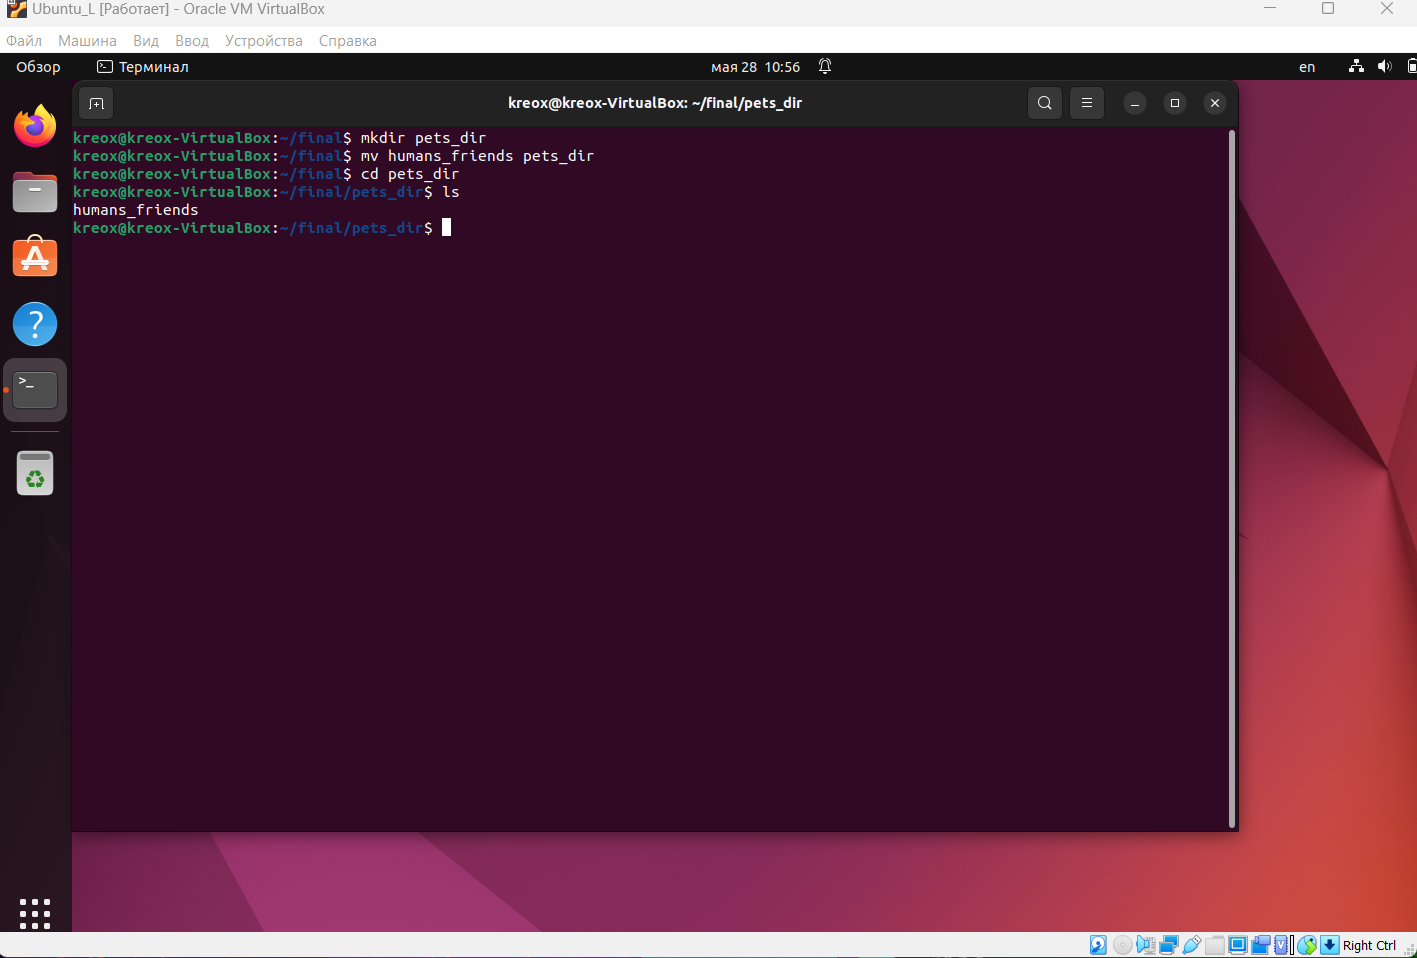 Ubuntu_L [Работает] - Oracle VM VirtualBox
Файл Машина Вид Ввод Устройства Справка
Обзор Терминал мая 28 10:56 en
kreox@kreox-VirtualBox: ~/final/pets_dir
kreox@kreox-VirtualBox:~/final$ mkdir pets_dir
kreox@kreox-VirtualBox:~/final$ mv humans_friends pets_dir
kreox@kreox-VirtualBox:~/final$ cd pets_dir
kreox@kreox-VirtualBox:~/final/pets_dir$ ls
humans_friends
kreox@kreox-VirtualBox:~/final/pets_dir$
Right Ctrl